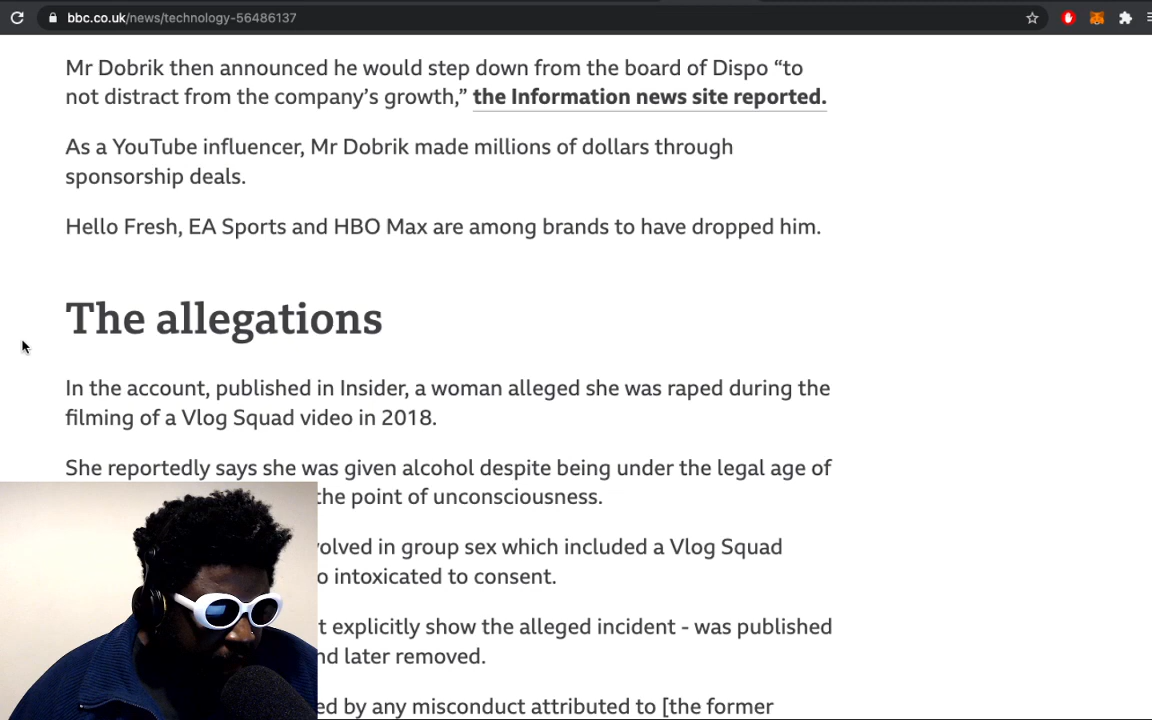 bbc.co.uk/news/technology-56486137
Mr Dobrik then announced he would step down from the board of Dispo “to
not distract from the company’s growth,” the Information news site reported.
As a YouTube influencer, Mr Dobrik made millions of dollars through
sponsorship deals.
Hello Fresh, EA Sports and HBO Max are among brands to have dropped him.
The allegations
In the account, published in Insider, a woman alleged she was raped during the
filming of a Vlog Squad video in 2018.
She reportedly says she was given alcohol despite being under the legal age of
the point of unconsciousness.
in group sex which included a Vlog Squad
intoxicated to consent.
explicitly show the alleged incident - was published
later removed.
by any misconduct attributed to [the former